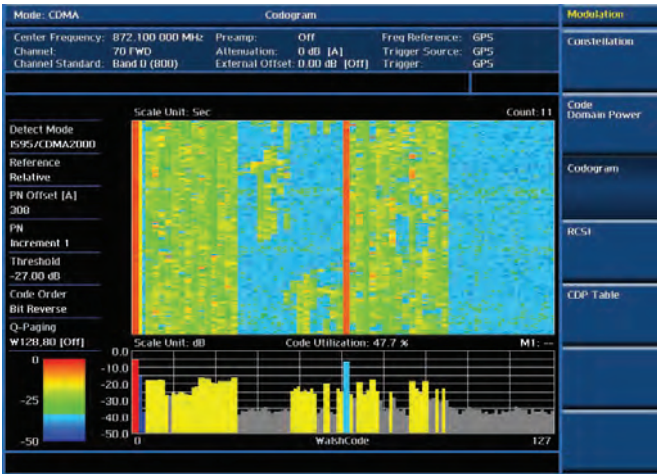 Mode: CDMA
Codogram
Modulation
Center Frequency: 872.100 000 MHz Preamp: Off Freq Reference: GPS
Channel: 70 FWD Attenuation: 0 dB [A] Trigger Source: GPS
Channel Standard: Band 0 (800) External Offset: 0.00 dB [Off] Trigger: GPS
Constellation
Code
Domain Power
Codogram
RCSI
CDP Table
Scale Unit: Sec Count: 11
Detect Mode
IS95/CDMA2000
Reference
Relative
PN Offset [A]
300
PN
Increment 1
Threshold
-27.00 dB
Code Order
Bit Reverse
Q-Paging
W128,80 [Off]
Scale Unit: dB Code Utilization: 47.7 % M1: --
0
-25
-50
0.0
-10.0
-20.0
-30.0
-40.0
-50.0
0 WalshCode 127